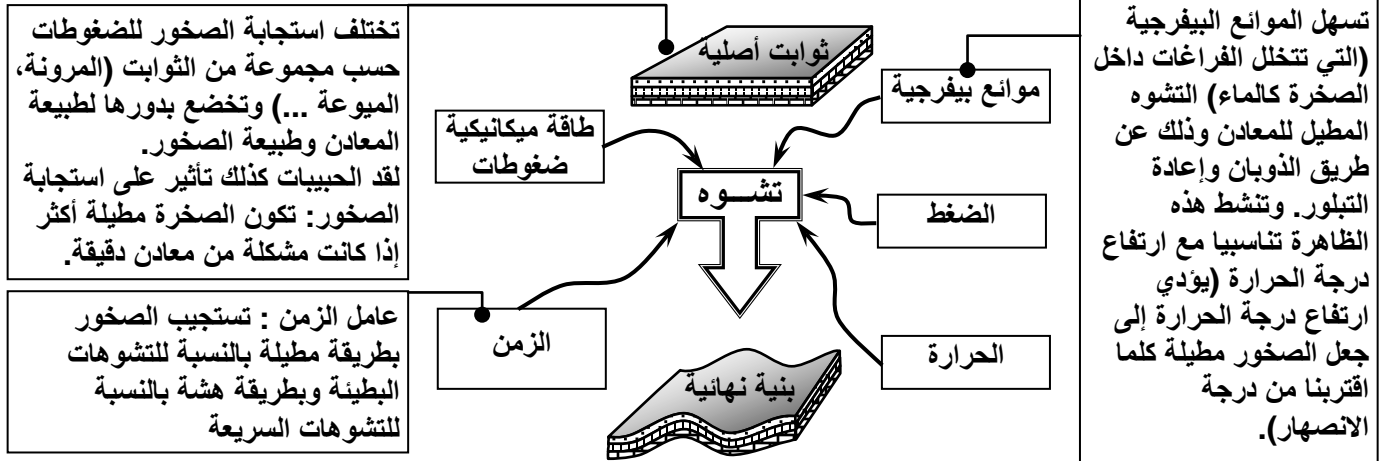 تسهل الموائع البيفرجية
(التي تتخلل الفراغات داخل
الصخرة كالماء) التشوه
المطيل للمعادن وذلك عن
طريق الذوبان وإعادة
التبلور. وتنشط هذه
الظاهرة تناسبيا مع ارتفاع
درجة الحرارة (يؤدي
ارتفاع درجة الحرارة إلى
جعل الصخور مطيلة كلما
اقتربنا من درجة
الانصهار).
ثوابت أصلية
موائع بيفرجية
طاقة ميكانيكية
ضغوطات
تشـــوه
الضغط
الزمن
الحرارة
بنية نهائية
تختلف استجابة الصخور للضغوطات
حسب مجموعة من الثوابت (المرونة،
الميوعة ...) وتخضع بدورها لطبيعة
المعادن وطبيعة الصخور.
لقد الحبيبات كذلك تأثير على استجابة
الصخور: تكون الصخرة مطيلة أكثر
إذا كانت مشكلة من معادن دقيقة.
عامل الزمن : تستجيب الصخور
بطريقة مطيلة بالنسبة للتشوهات
البطيئة وبطريقة هشة بالنسبة
للتشوهات السريعة